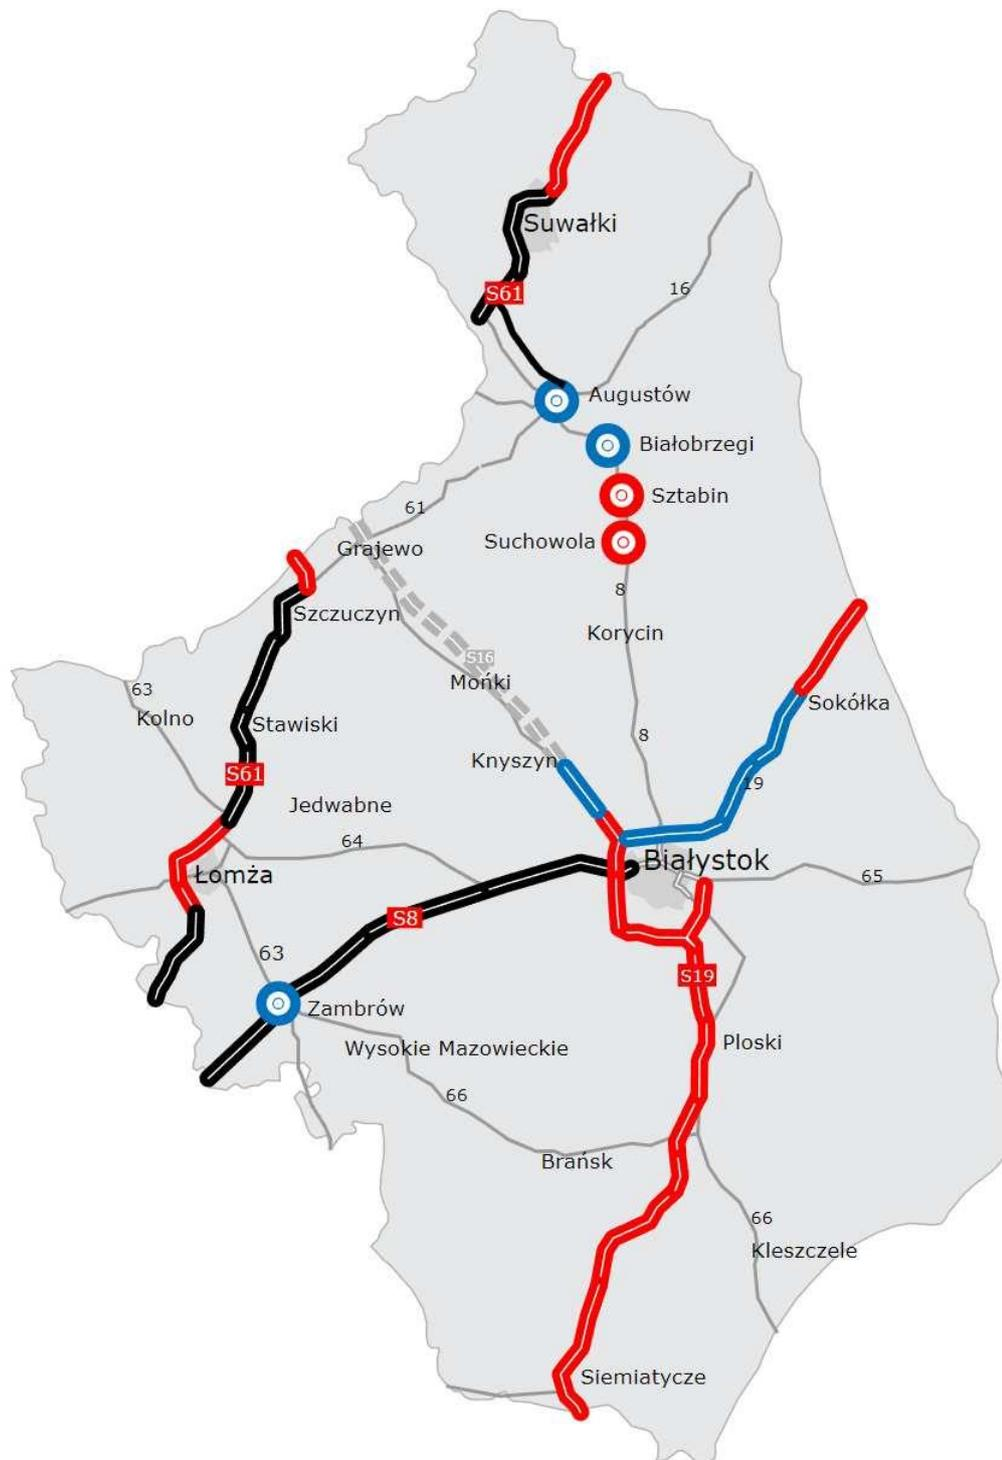 Suwałki
S61
16
Augustów
Białobrzegi
Sztabin
61
Suchowola
Grajewo
8
Szczuczyn
Korycin
S16
Mońki
63
Kolno
Sokółka
Stawiski
8
Knyszyn
S61
19
Jedwabne
64
Białystok
Łomża
65
S8
63
S19
Zambrów
Ploski
Wysokie Mazowieckie
66
Brańsk
66
Kleszczele
Siemiatycze